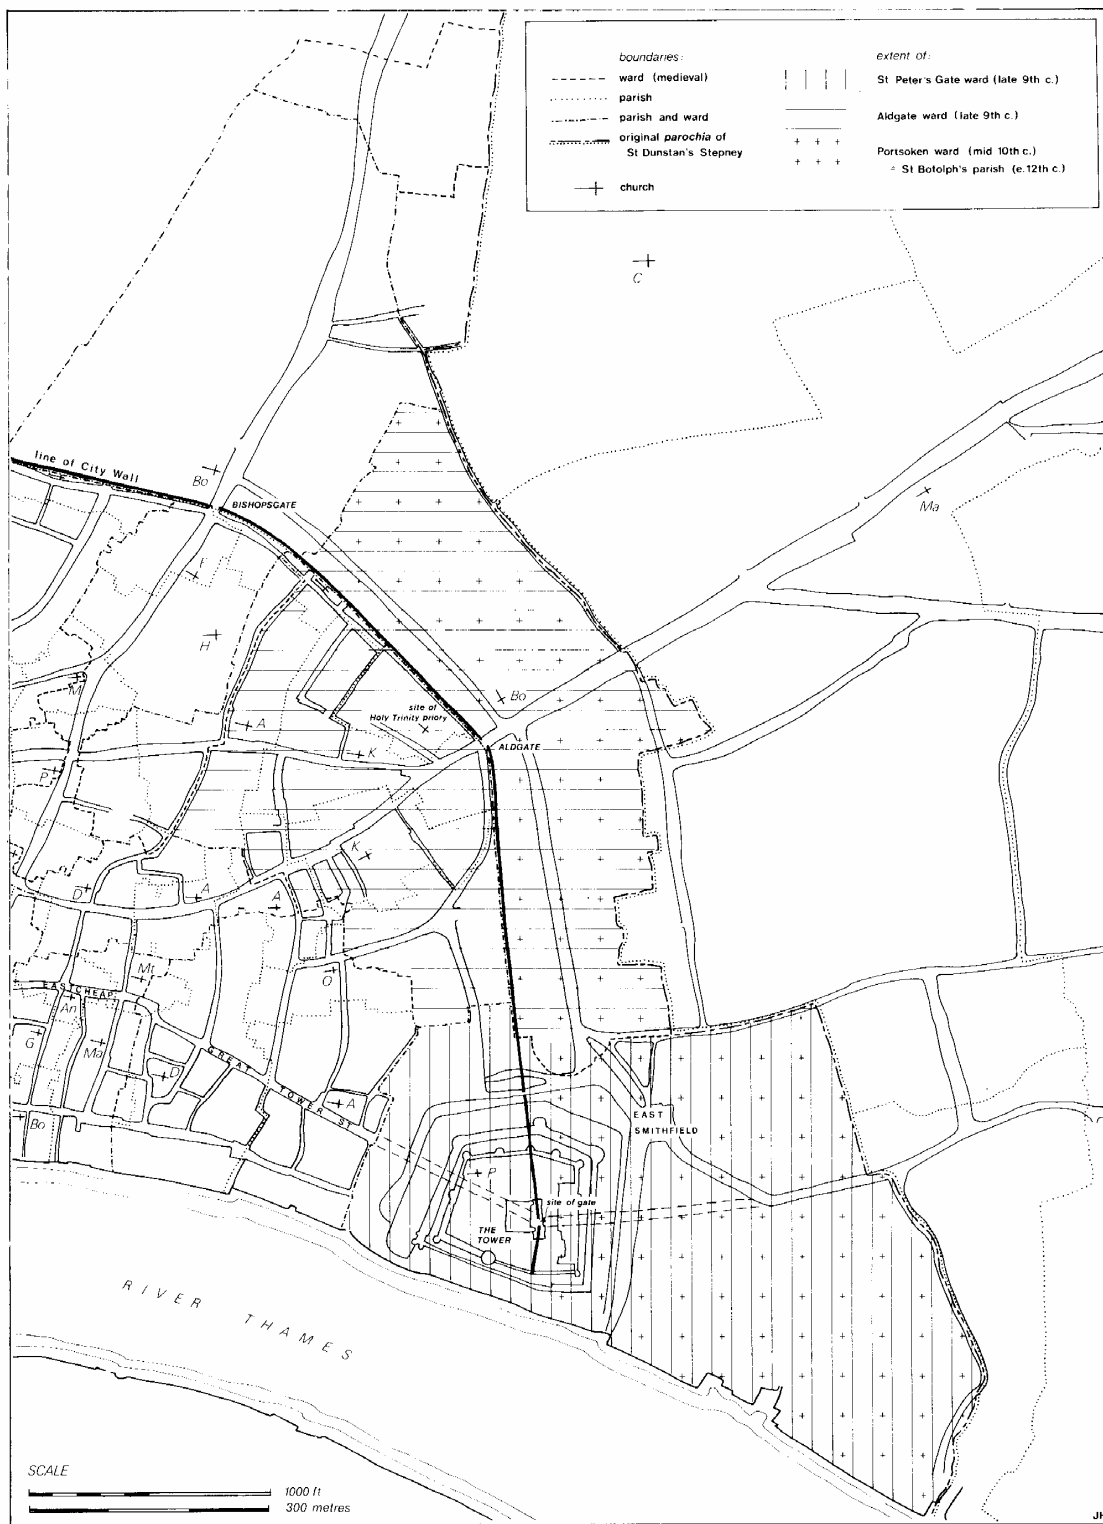 boundaries:
ward (medieval)
parish
parish and ward
original parochia of
St Dunstan's Stepney
church
extent of:
St Peter's Gate ward (late 9th c.)
Aldgate ward (late 9th c.)
Portsoken ward (mid 10th c.)
= St Botolph's parish (e.12th c.)
C
line of City Wall
Bo
BISHOPSGATE
Ma
E
H
M
Bo
site of
Holy Trinity priory
A
K
ALDGATE
P
K
D
A
A
Mt
O
EASTCHEAP
An
G
Ma
D
GREAT TOWER ST
A
Bo
EAST
SMITHFIELD
P
site of gate
THE
TOWER
RIVER THAMES
SCALE
1000 ft
300 metres
JH